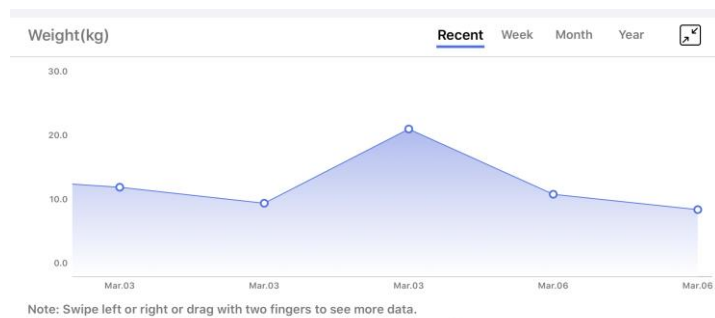 Weight(kg) Recent Week Month Year
30.0
20.0
10.0
0.0
Mar.03 Mar.03 Mar.03 Mar.06 Mar.06
Note: Swipe left or right or drag with two fingers to see more data.